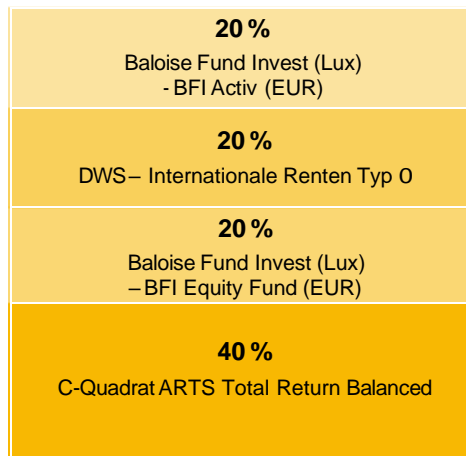 20 %
Baloise Fund Invest (Lux)
- BFI Activ (EUR)
20 %
DWS – Internationale Renten Typ O
20 %
Baloise Fund Invest (Lux)
– BFI Equity Fund (EUR)
40 %
C-Quadrat ARTS Total Return Balanced